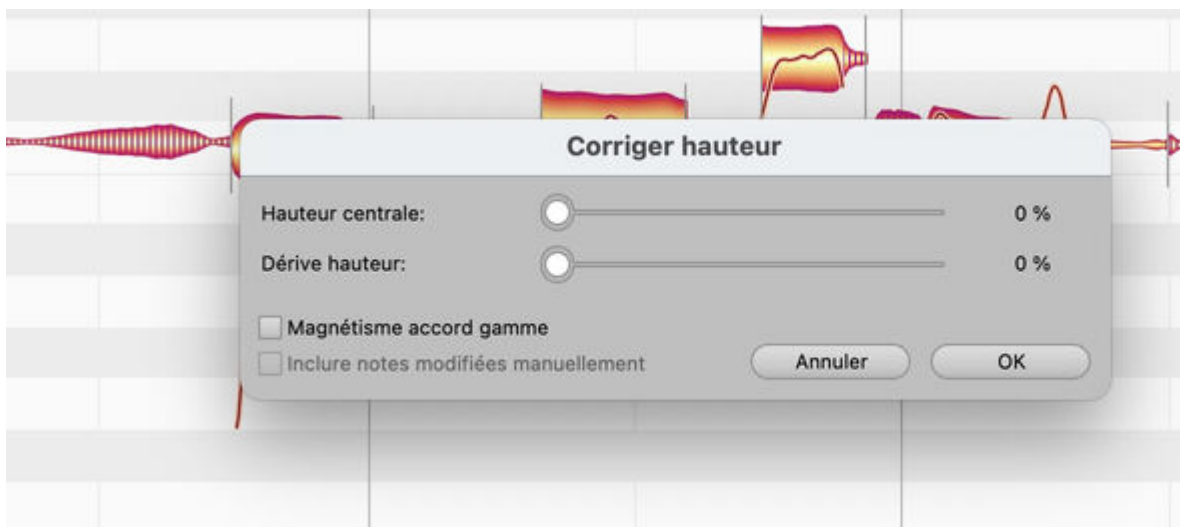 Corriger hauteur
Hauteur centrale: 0 %
Dérive hauteur: 0 %
Magnétisme accord gamme
Inclure notes modifiées manuellement
Annuler OK